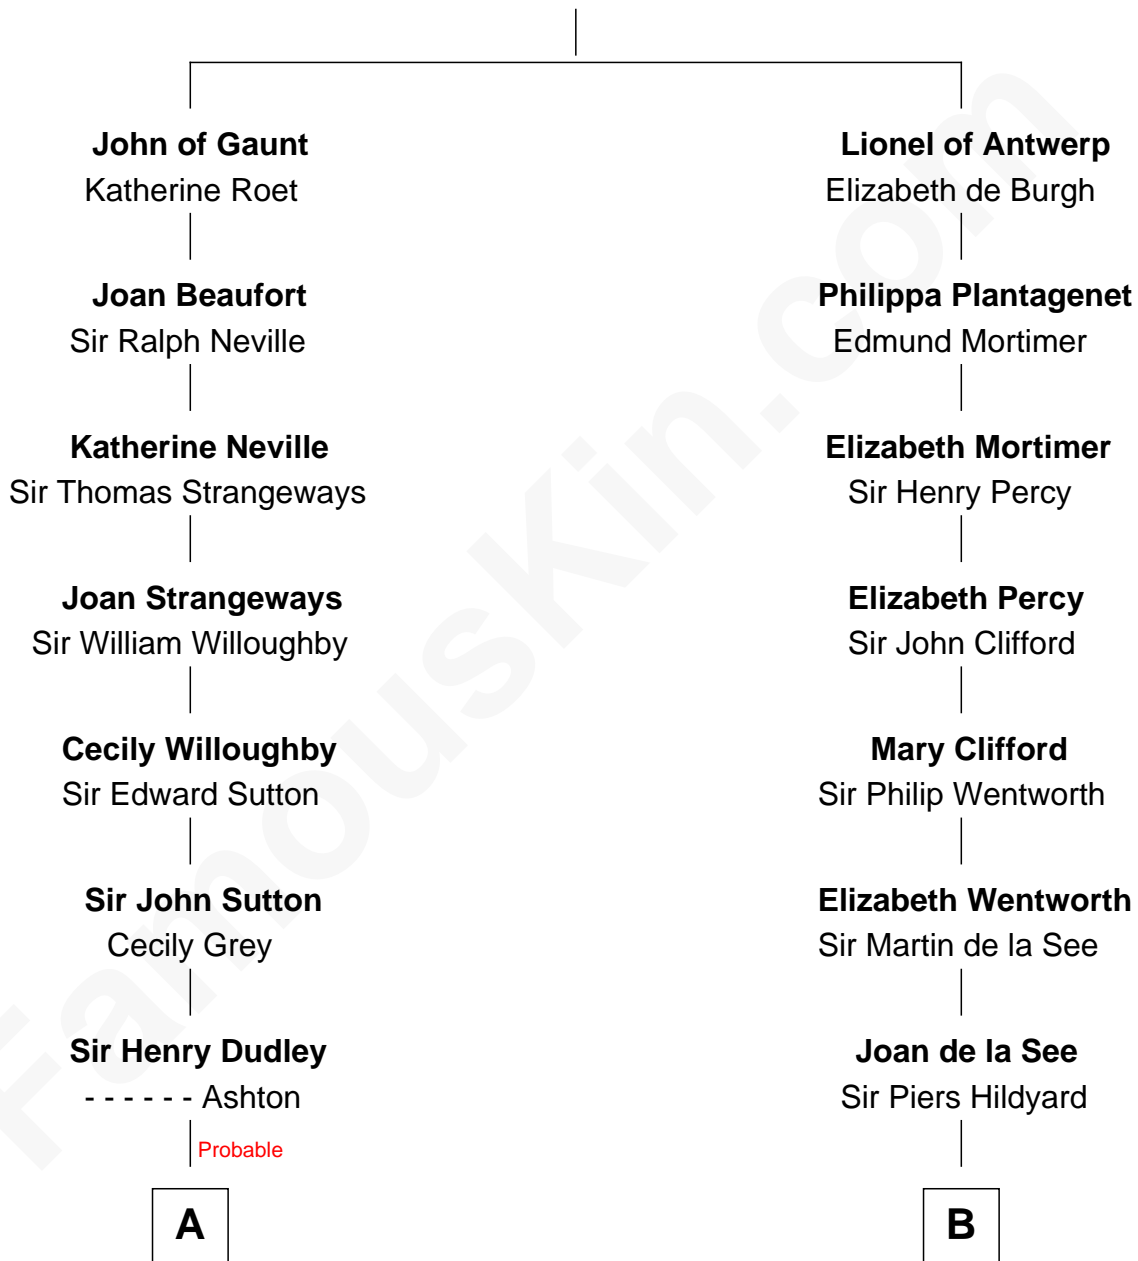 John of Gaunt
Katherine Roet
Joan Beaufort
Sir Ralph Neville
Katherine Neville
Sir Thomas Strangeways
Joan Strangeways
Sir William Willoughby
Cecily Willoughby
Sir Edward Sutton
Sir John Sutton
Cecily Grey
Sir Henry Dudley
- - - - - - Ashton
Probable
A
Lionel of Antwerp
Elizabeth de Burgh
Philippa Plantagenet
Edmund Mortimer
Elizabeth Mortimer
Sir Henry Percy
Elizabeth Percy
Sir John Clifford
Mary Clifford
Sir Philip Wentworth
Elizabeth Wentworth
Sir Martin de la See
Joan de la See
Sir Piers Hildyard
B
FamousKin.com